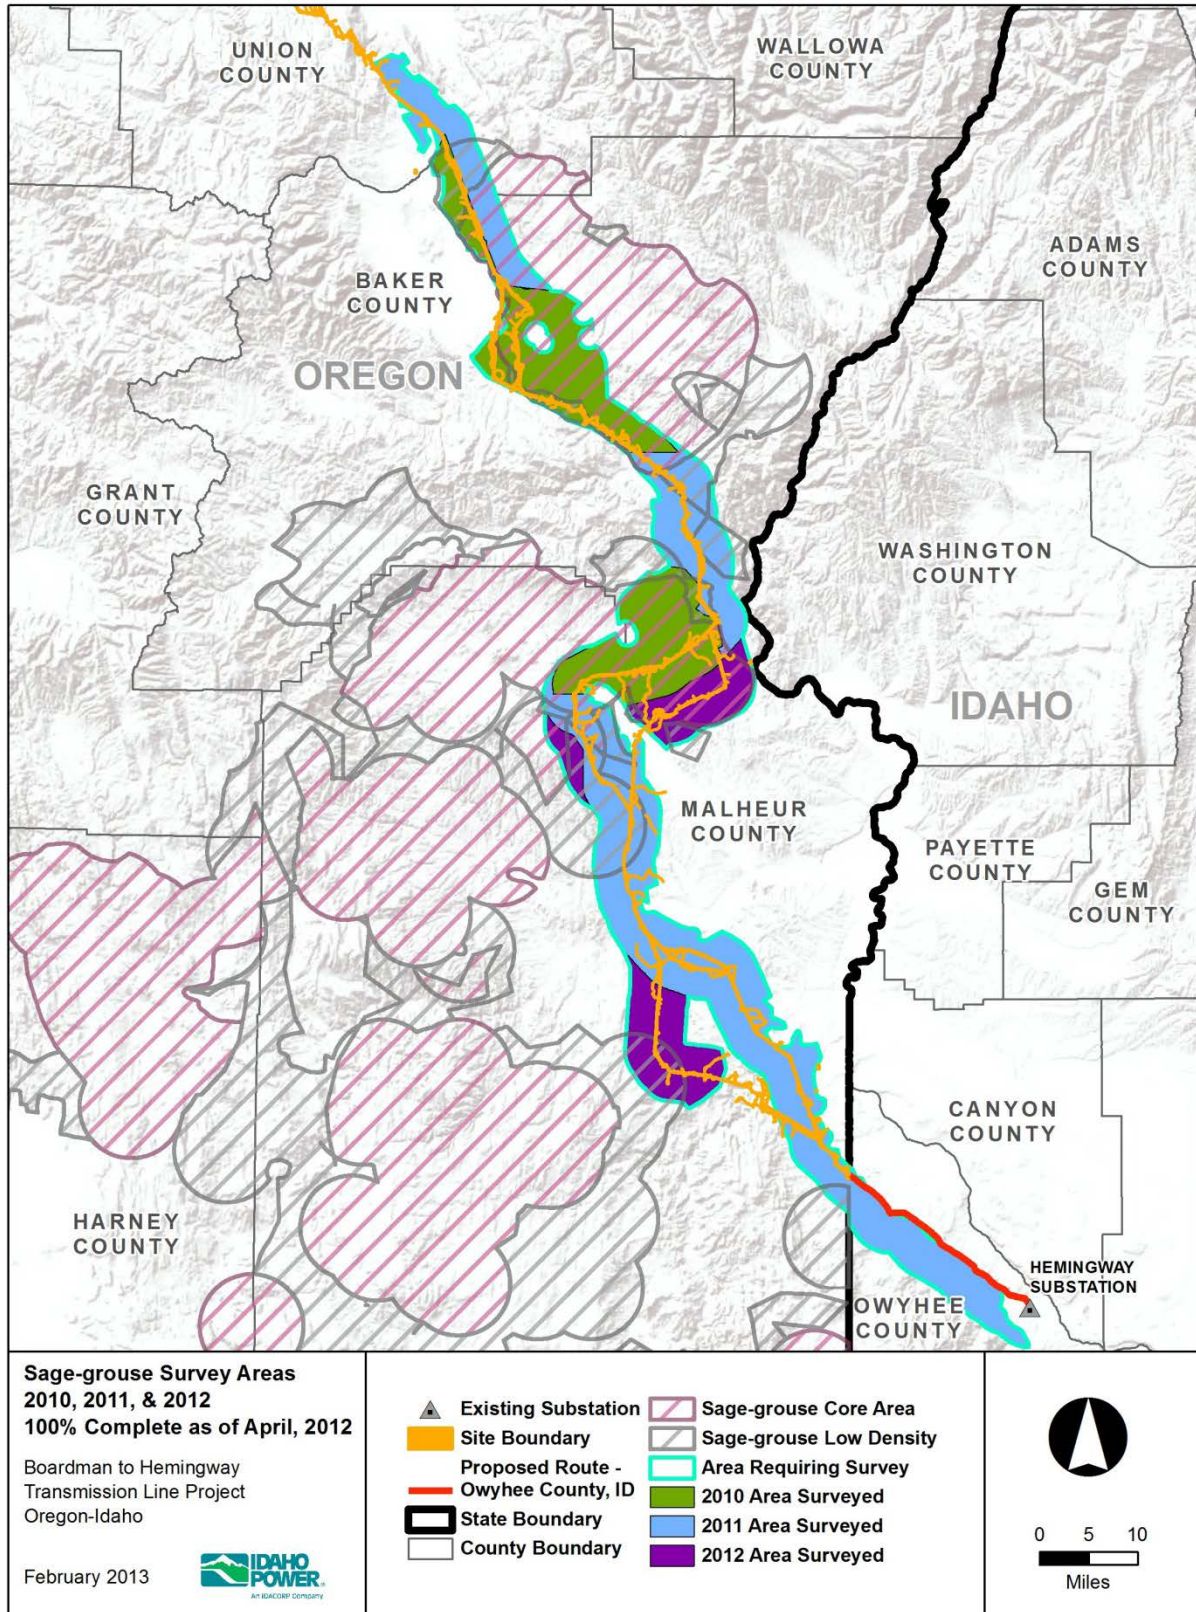 UNION
COUNTY
WALLOWA
COUNTY
ADAMS
COUNTY
BAKER
COUNTY
OREGON
GRANT
COUNTY
WASHINGTON
COUNTY
IDAHO
MALHEUR
COUNTY
PAYETTE
COUNTY
GEM
COUNTY
CANYON
COUNTY
HARNEY
COUNTY
HEMINGWAY
SUBSTATION
OWYHEE
COUNTY
Sage-grouse Survey Areas
2010, 2011, & 2012
100% Complete as of April, 2012
Boardman to Hemingway
Transmission Line Project
Oregon-Idaho
February 2013
IDAHO
POWER®
An IDACORP Company
Existing Substation
Site Boundary
Proposed Route -
Owyhee County, ID
State Boundary
County Boundary
Sage-grouse Core Area
Sage-grouse Low Density
Area Requiring Survey
2010 Area Surveyed
2011 Area Surveyed
2012 Area Surveyed
0 5 10
Miles